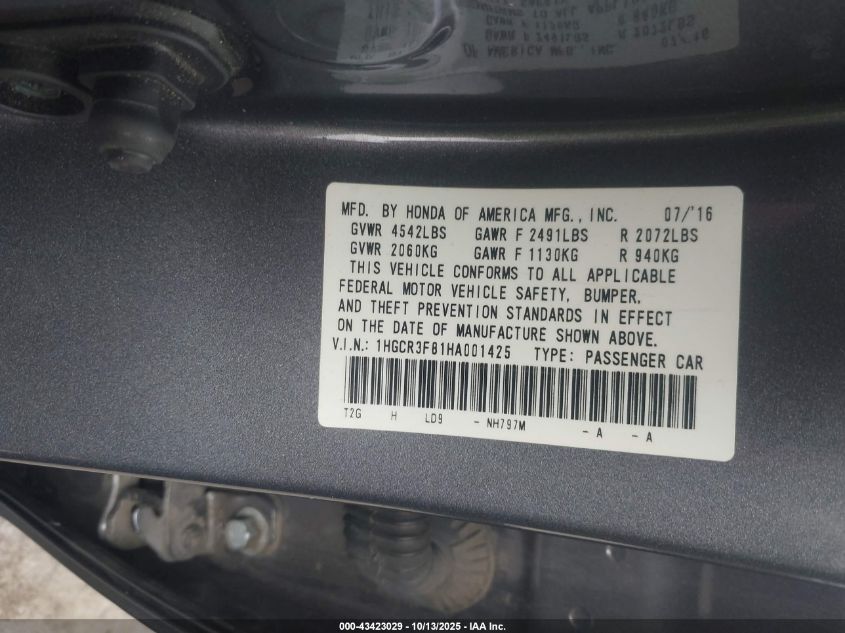 MFD. BY HONDA OF AMERICA MFG., INC. 07/'16
GVWR 4542LBS GAWR F 2491LBS R 2072LBS
GVWR 2060KG GAWR F 1130KG R 940KG
THIS VEHICLE CONFORMS TO ALL APPLICABLE
FEDERAL MOTOR VEHICLE SAFETY, BUMPER,
AND THEFT PREVENTION STANDARDS IN EFFECT
ON THE DATE OF MANUFACTURE SHOWN ABOVE.
V.I.N.: 1HGCR3F81HA001425 TYPE: PASSENGER CAR
T2G H LD9 - NH797M - A - A
000-43423029 - 10/13/2025 - IAA Inc.